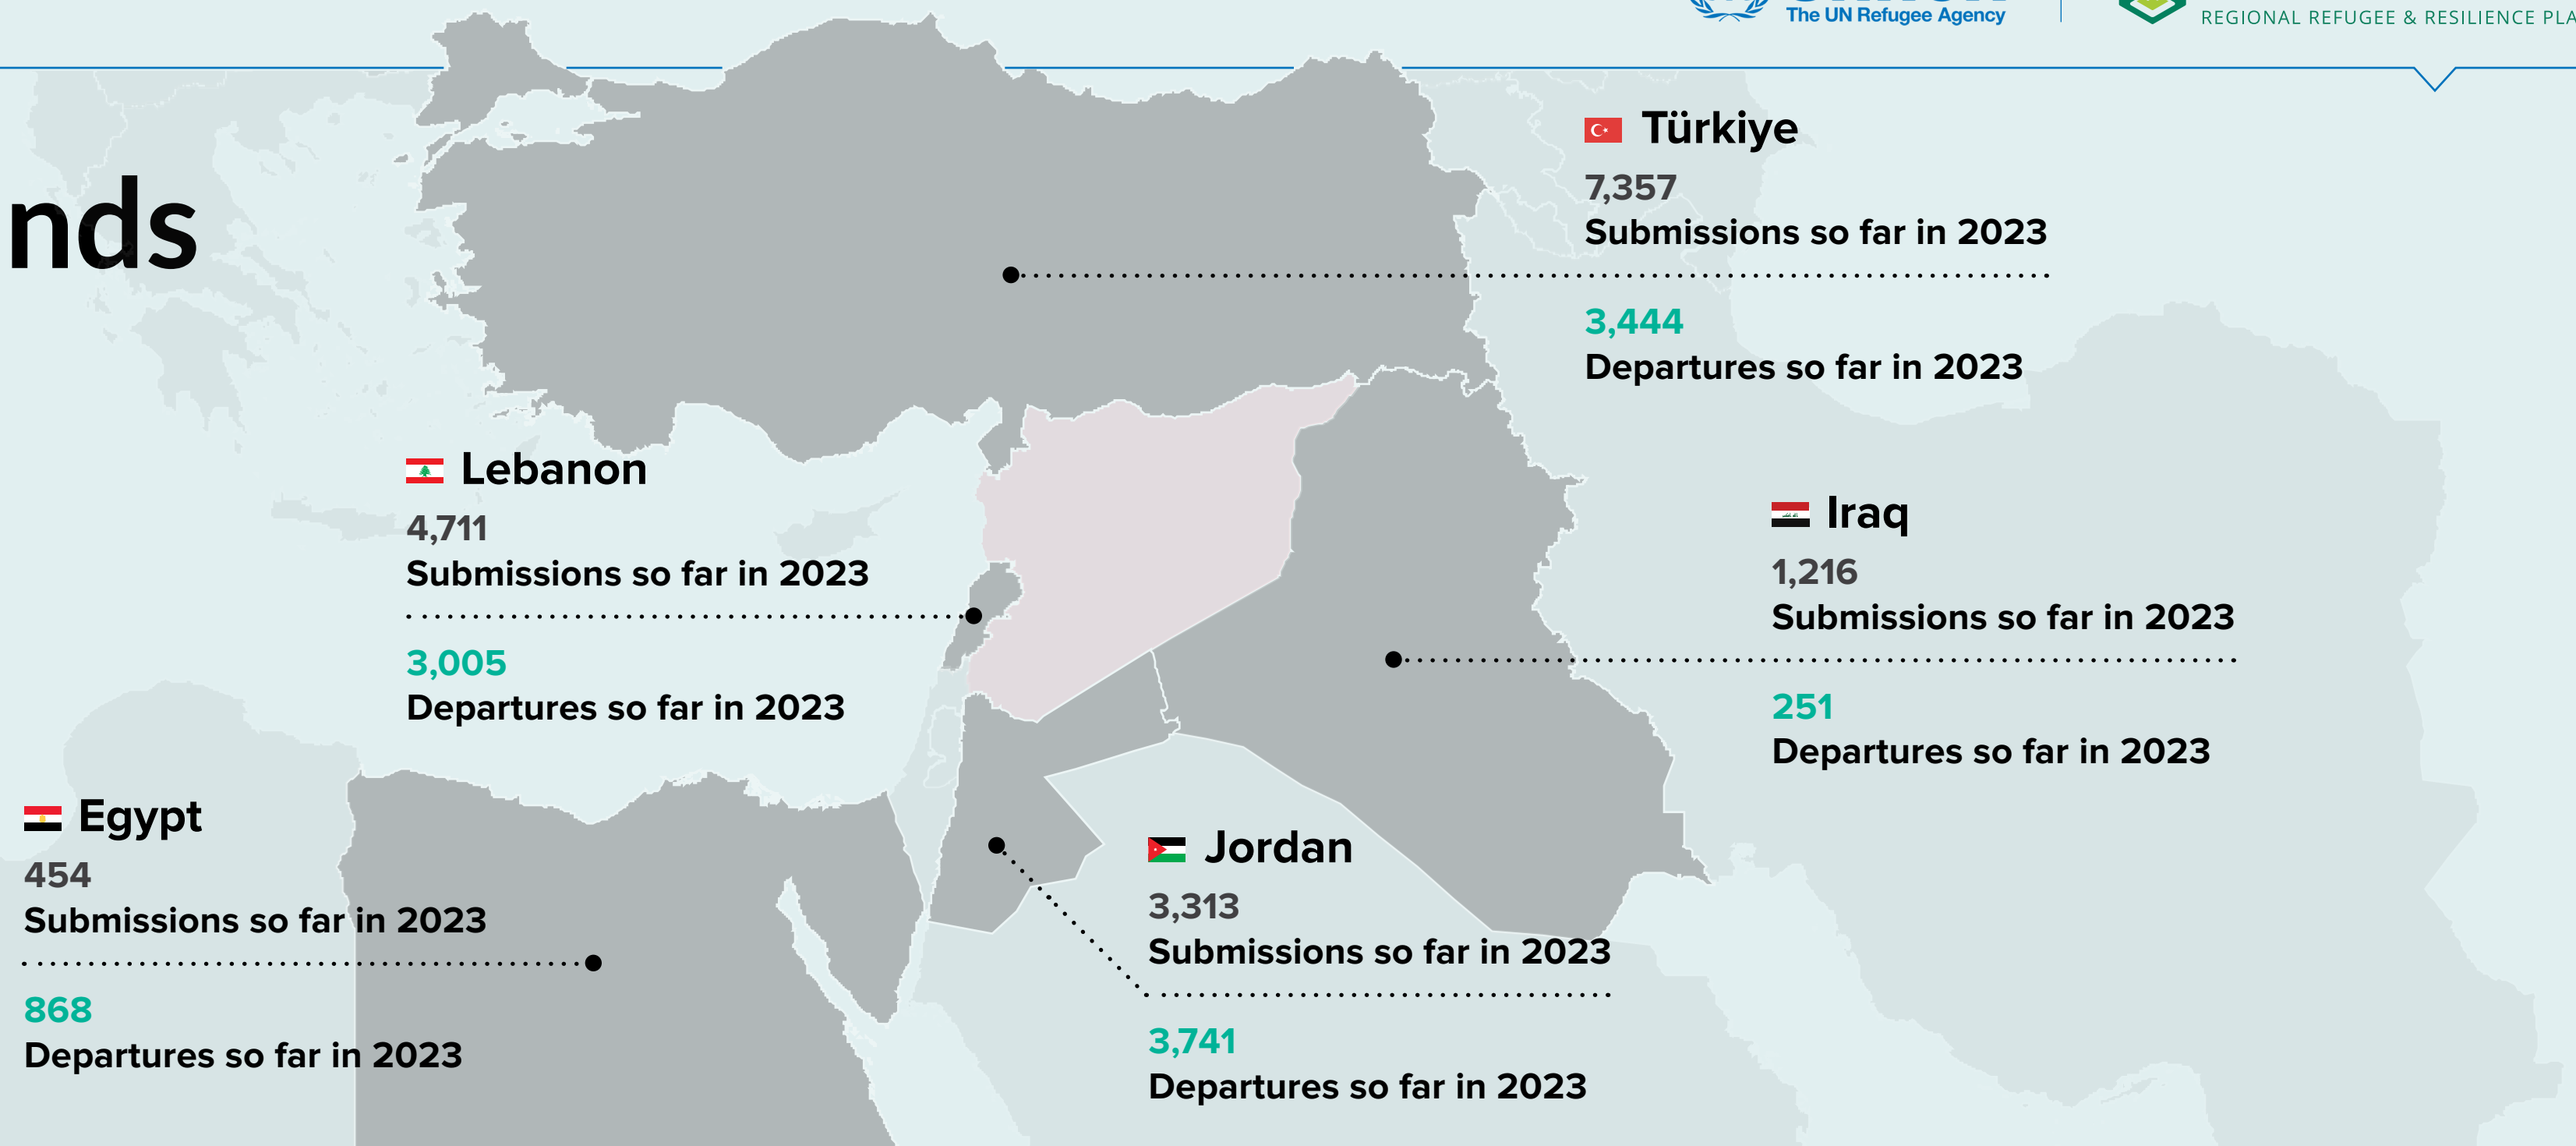 The UN Refugee Agency
REGIONAL REFUGEE & RESILIENCE PLA
nds
Türkiye
7,357
Submissions so far in 2023
3,444
Departures so far in 2023
Lebanon
4,711
Submissions so far in 2023
3,005
Departures so far in 2023
Iraq
1,216
Submissions so far in 2023
251
Departures so far in 2023
Egypt
454
Submissions so far in 2023
868
Departures so far in 2023
Jordan
3,313
Submissions so far in 2023
3,741
Departures so far in 2023